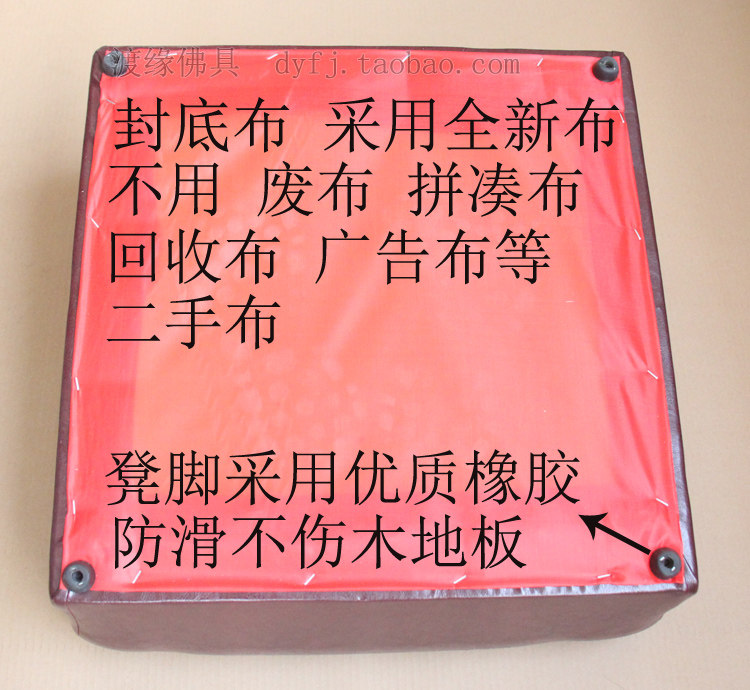 渡缘佛具 dyfj.taobao.com
封底布 采用全新布
不用 废布 拼凑布
回收布 广告布等
二手布
凳脚采用优质橡胶
防滑不伤木地板